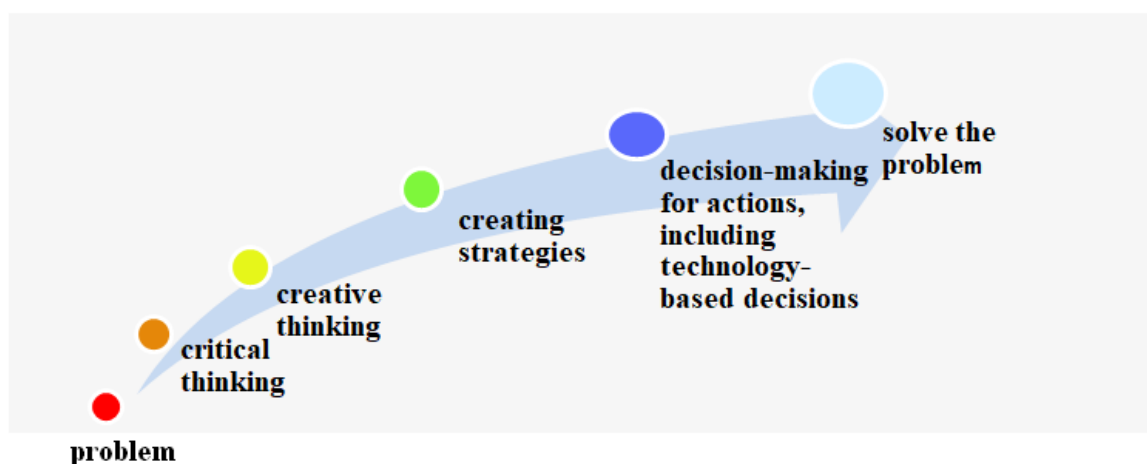 problem
critical
thinking
creative
thinking
creating
strategies
decision-making
for actions,
including
technology-
based decisions
solve the
problem